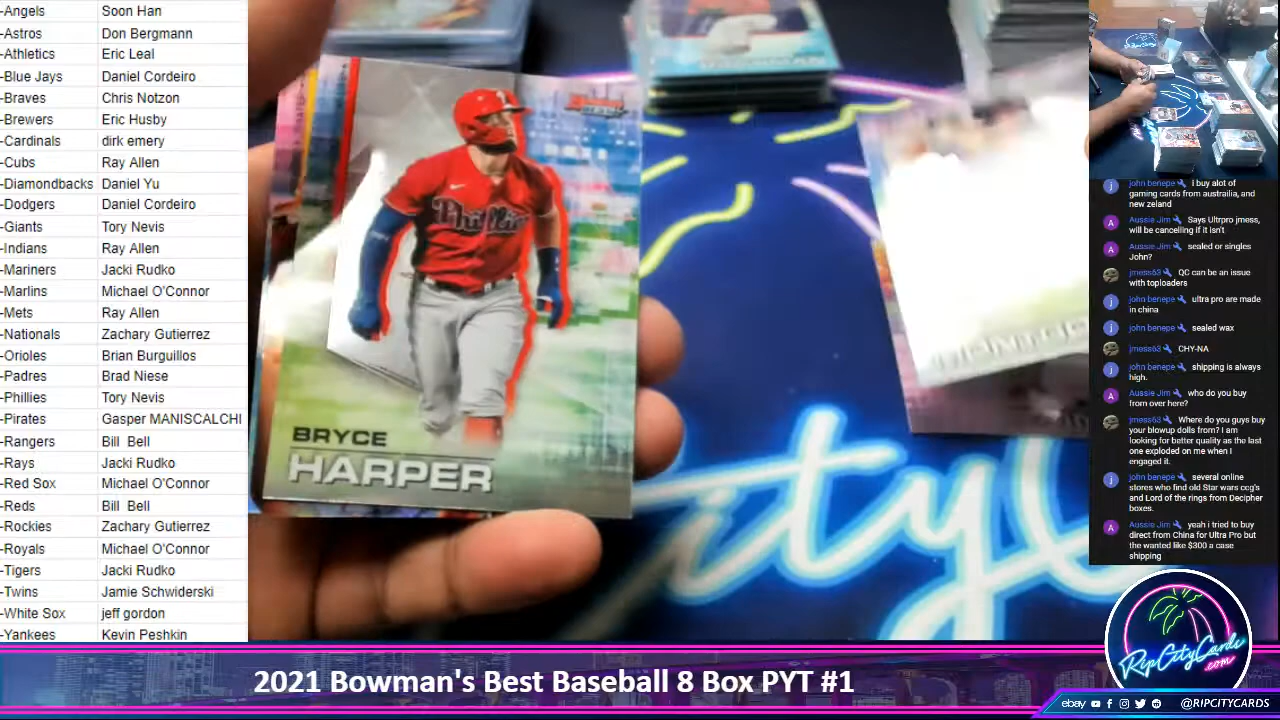 -Angels Soon Han
-Astros Don Bergmann
-Athletics Eric Leal
-Blue Jays Daniel Cordeiro
-Braves Chris Notzon
-Brewers Eric Husby
-Cardinals dirk emery
-Cubs Ray Allen
-Diamondbacks Daniel Yu
-Dodgers Daniel Cordeiro
-Giants Tory Nevis
-Indians Ray Allen
-Mariners Jacki Rudko
-Marlins Michael O'Connor
-Mets Ray Allen
-Nationals Zachary Gutierrez
-Orioles Brian Burguillos
-Padres Brad Niese
-Phillies Tory Nevis
-Pirates Gasper MANISCALCHI
-Rangers Bill Bell
-Rays Jacki Rudko
-Red Sox Michael O'Connor
-Reds Bill Bell
-Rockies Zachary Gutierrez
-Royals Michael O'Connor
-Tigers Jacki Rudko
-Twins Jamie Schwiderski
-White Sox jeff gordon
-Yankees Kevin Peshkin
Phillies
BRYCE
HARPER
john benepe i buy alot of
gaming cards from austrailia, and
new zeland
Aussie Jim Says Ultrpro jmess,
will be cancelling if it isn't
Aussie Jim sealed or singles
John?
jmess63 QC can be an issue
with toploaders
john benepe ultra pro are made
in china
john benepe sealed wax
jmess63 CHY-NA
john benepe shipping is always
high.
Aussie Jim who do you buy
from over here?
jmess63 Where do you guys buy
your blowup dolls from? I am
looking for better quality as the last
one exploded on me when I
engaged it.
john benepe several online
stores who find old Star wars ccg's
and Lord of the rings from Decipher
boxes.
Aussie Jim yeah i tried to buy
direct from China for Ultra Pro but
the wanted like $300 a case
shipping
RipCityCards
.com
2021 Bowman's Best Baseball 8 Box PYT #1
ebay @RIPCITYCARDS